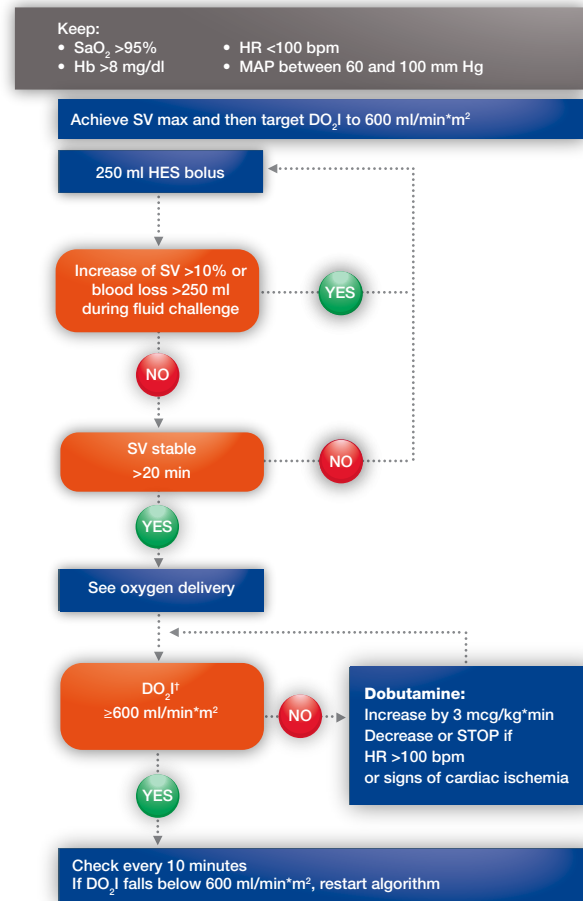 Keep:
• SaO₂ >95%
• Hb >8 mg/dl
• HR <100 bpm
• MAP between 60 and 100 mm Hg
Achieve SV max and then target DO₂I to 600 ml/min*m²
250 ml HES bolus
Increase of SV >10% or
blood loss >250 ml
during fluid challenge
YES
NO
SV stable
>20 min
NO
YES
See oxygen delivery
DO₂I†
≥600 ml/min*m²
NO
Dobutamine:
Increase by 3 mcg/kg*min
Decrease or STOP if
HR >100 bpm
or signs of cardiac ischemia
YES
Check every 10 minutes
If DO₂I falls below 600 ml/min*m², restart algorithm